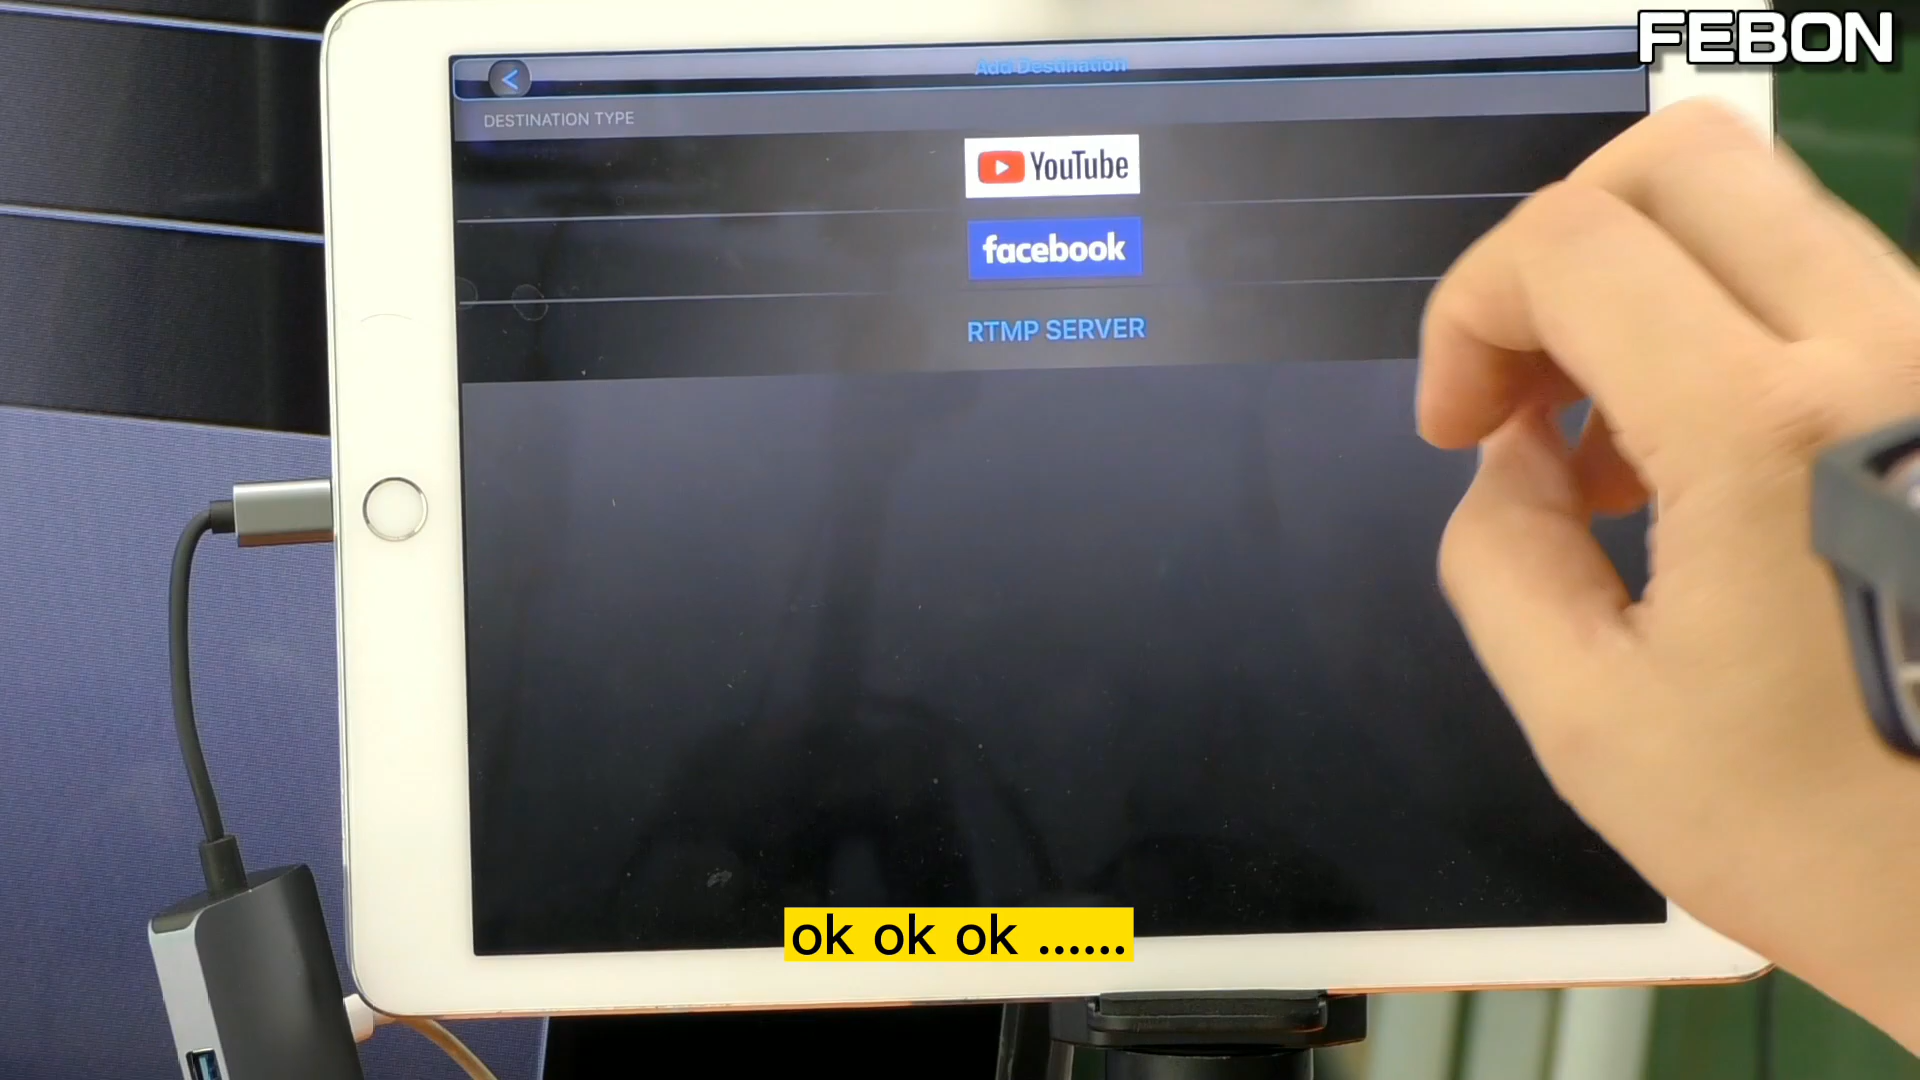 FEBON
Add Destination
DESTINATION TYPE
YouTube
facebook
RTMP SERVER
ok ok ok ......